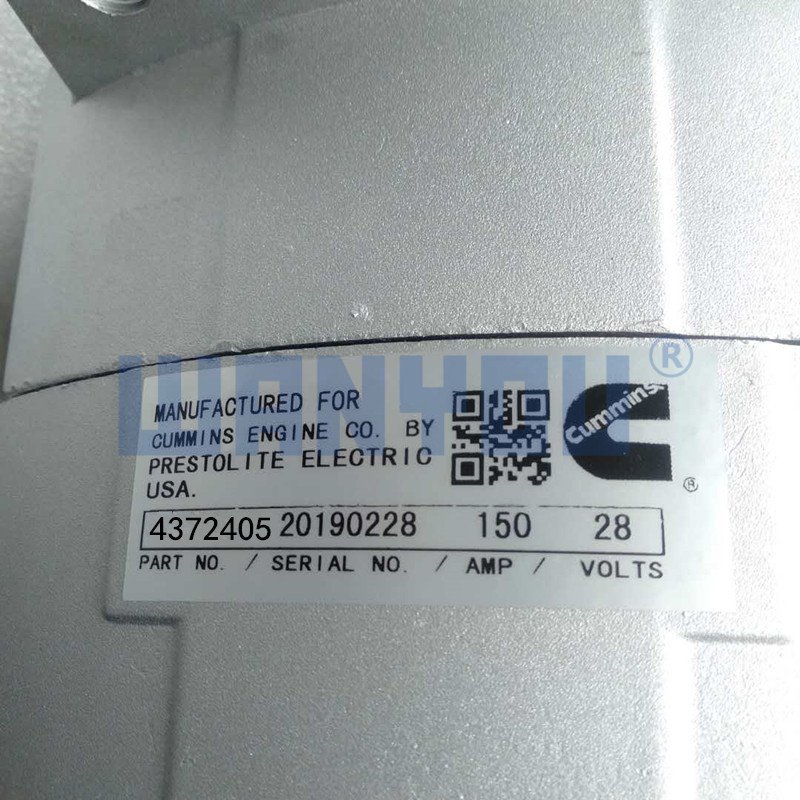 WANYOU®
MANUFACTURED FOR
CUMMINS ENGINE CO. BY
PRESTOLITE ELECTRIC
USA.
Cummins
®
4372405 20190228 150 28
PART NO. / SERIAL NO. / AMP / VOLTS